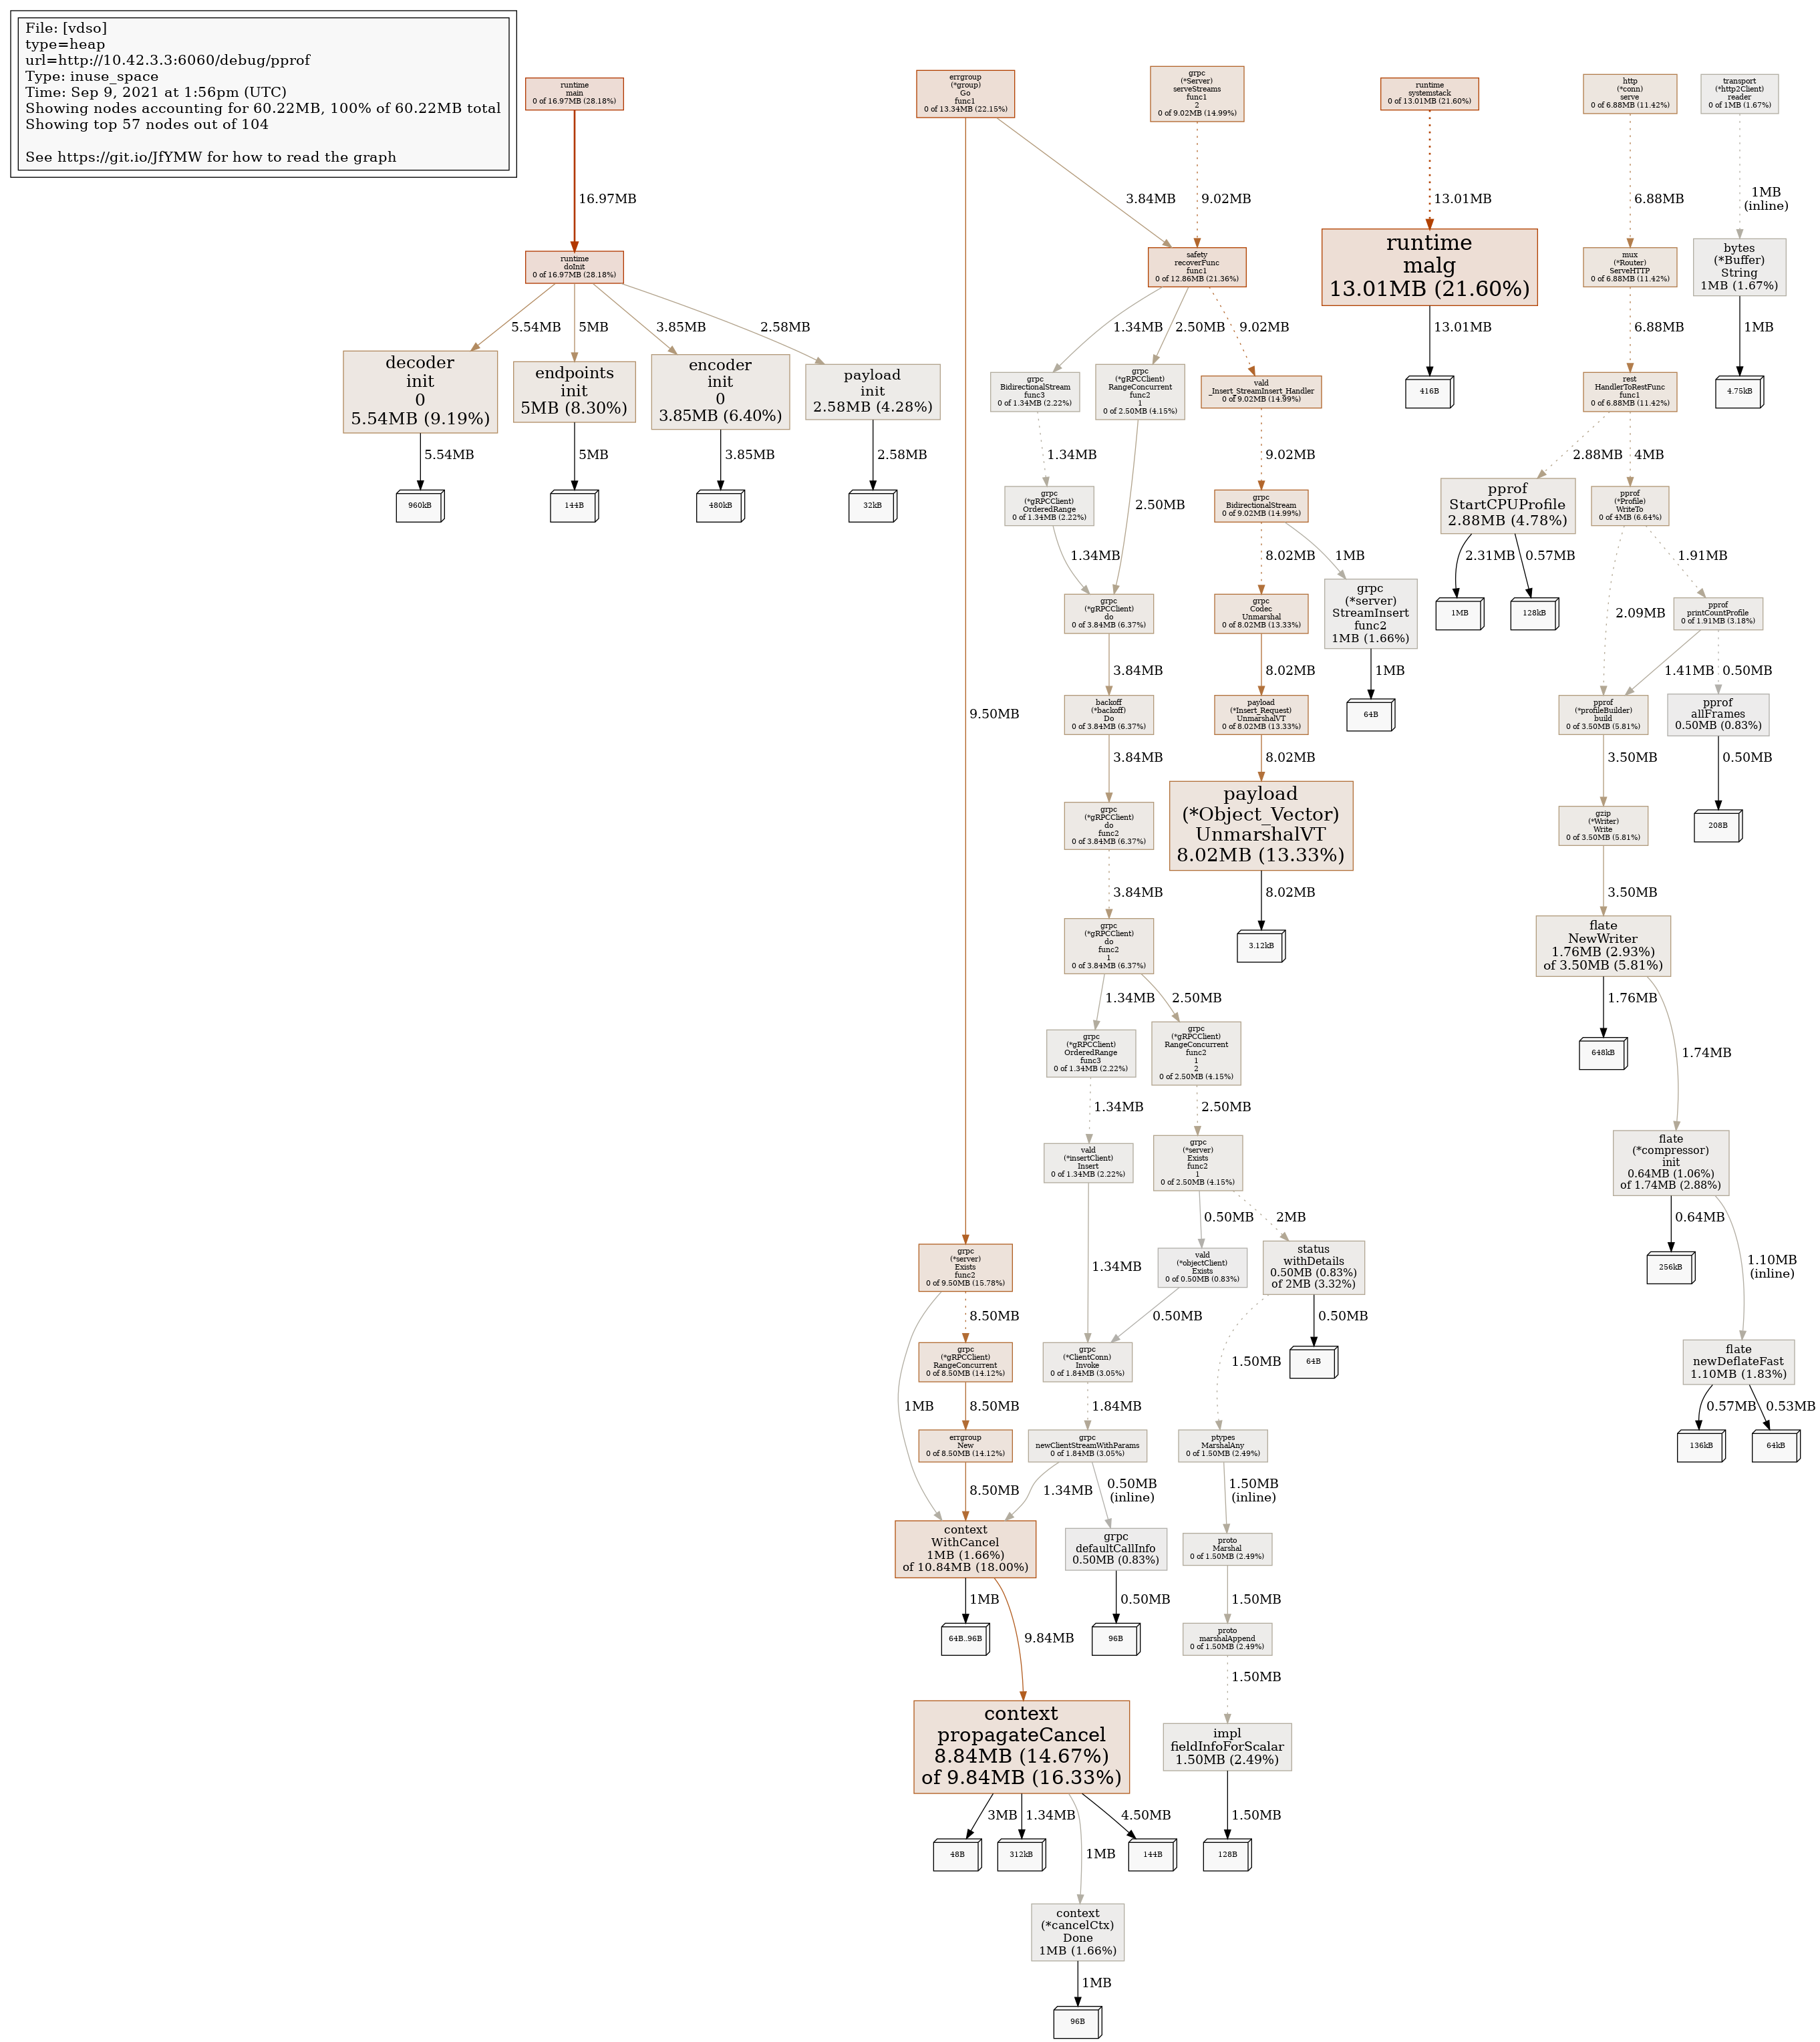 File: [vdso]
type=heap
url=http://10.42.3.3:6060/debug/pprof
Type: inuse_space
Time: Sep 9, 2021 at 1:56pm (UTC)
Showing nodes accounting for 60.22MB, 100% of 60.22MB total
Showing top 57 nodes out of 104
See https://git.io/JfYMW for how to read the graph
runtime
main
0 of 16.97MB (28.18%)
errgroup
(*group)
Go
func1
0 of 13.34MB (22.15%)
grpc
(*Server)
serveStreams
func1
2
0 of 9.02MB (14.99%)
runtime
systemstack
0 of 13.01MB (21.60%)
http
(*conn)
serve
0 of 6.88MB (11.42%)
transport
(*http2Client)
reader
0 of 1MB (1.67%)
16.97MB
3.84MB
9.02MB
13.01MB
6.88MB
1MB
(inline)
runtime
doInit
0 of 16.97MB (28.18%)
safety
recoverFunc
func1
0 of 12.86MB (21.36%)
runtime
malg
13.01MB (21.60%)
mux
(*Router)
ServeHTTP
0 of 6.88MB (11.42%)
bytes
(*Buffer)
String
1MB (1.67%)
5.54MB
5MB
3.85MB
2.58MB
1.34MB
2.50MB
9.02MB
13.01MB
6.88MB
1MB
decoder
init
0
5.54MB (9.19%)
endpoints
init
5MB (8.30%)
encoder
init
0
3.85MB (6.40%)
payload
init
2.58MB (4.28%)
grpc
BidirectionalStream
func3
0 of 1.34MB (2.22%)
grpc
(*gRPCClient)
RangeConcurrent
func2
1
0 of 2.50MB (4.15%)
vald
_Insert_StreamInsert_Handler
0 of 9.02MB (14.99%)
416B
rest
HandlerToRestFunc
func1
0 of 6.88MB (11.42%)
4.75kB
5.54MB
5MB
3.85MB
2.58MB
1.34MB
2.50MB
9.02MB
2.88MB
4MB
960kB
144B
480kB
32kB
grpc
(*gRPCClient)
OrderedRange
0 of 1.34MB (2.22%)
grpc
BidirectionalStream
0 of 9.02MB (14.99%)
pprof
StartCPUProfile
2.88MB (4.78%)
pprof
(*Profile)
WriteTo
0 of 4MB (6.64%)
1.34MB
8.02MB
1MB
2.31MB
0.57MB
2.09MB
1.91MB
grpc
(*gRPCClient)
do
0 of 3.84MB (6.37%)
grpc
Codec
Unmarshal
0 of 8.02MB (13.33%)
grpc
(*server)
StreamInsert
func2
1MB (1.66%)
1MB
128kB
pprof
printCountProfile
0 of 1.91MB (3.18%)
3.84MB
8.02MB
1MB
1.41MB
0.50MB
backoff
(*backoff)
Do
0 of 3.84MB (6.37%)
payload
(*Insert_Request)
UnmarshalVT
0 of 8.02MB (13.33%)
64B
pprof
(*profileBuilder)
build
0 of 3.50MB (5.81%)
pprof
allFrames
0.50MB (0.83%)
9.50MB
3.84MB
8.02MB
3.50MB
0.50MB
grpc
(*gRPCClient)
do
func2
0 of 3.84MB (6.37%)
payload
(*Object_Vector)
UnmarshalVT
8.02MB (13.33%)
gzip
(*Writer)
Write
0 of 3.50MB (5.81%)
208B
3.84MB
8.02MB
3.50MB
grpc
(*gRPCClient)
do
func2
1
0 of 3.84MB (6.37%)
3.12kB
flate
NewWriter
1.76MB (2.93%)
of 3.50MB (5.81%)
1.34MB
2.50MB
1.76MB
1.74MB
grpc
(*gRPCClient)
OrderedRange
func3
0 of 1.34MB (2.22%)
grpc
(*gRPCClient)
RangeConcurrent
func2
1
2
0 of 2.50MB (4.15%)
648kB
1.34MB
2.50MB
vald
(*insertClient)
Insert
0 of 1.34MB (2.22%)
grpc
(*server)
Exists
func2
1
0 of 2.50MB (4.15%)
flate
(*compressor)
init
0.64MB (1.06%)
of 1.74MB (2.88%)
1.34MB
0.50MB
2MB
0.64MB
1.10MB
(inline)
grpc
(*server)
Exists
func2
0 of 9.50MB (15.78%)
vald
(*objectClient)
Exists
0 of 0.50MB (0.83%)
status
withDetails
0.50MB (0.83%)
of 2MB (3.32%)
256kB
8.50MB
0.50MB
0.50MB
1.50MB
grpc
(*gRPCClient)
RangeConcurrent
0 of 8.50MB (14.12%)
grpc
(*ClientConn)
Invoke
0 of 1.84MB (3.05%)
64B
flate
newDeflateFast
1.10MB (1.83%)
1MB
8.50MB
1.84MB
0.57MB
0.53MB
errgroup
New
0 of 8.50MB (14.12%)
grpc
newClientStreamWithParams
0 of 1.84MB (3.05%)
ptypes
MarshalAny
0 of 1.50MB (2.49%)
136kB
64kB
8.50MB
1.34MB
0.50MB
(inline)
1.50MB
(inline)
context
WithCancel
1MB (1.66%)
of 10.84MB (18.00%)
grpc
defaultCallInfo
0.50MB (0.83%)
proto
Marshal
0 of 1.50MB (2.49%)
1MB
9.84MB
0.50MB
1.50MB
64B..96B
96B
proto
marshalAppend
0 of 1.50MB (2.49%)
1.50MB
context
propagateCancel
8.84MB (14.67%)
of 9.84MB (16.33%)
impl
fieldInfoForScalar
1.50MB (2.49%)
3MB
1.34MB
1MB
4.50MB
1.50MB
48B
312kB
144B
128B
context
(*cancelCtx)
Done
1MB (1.66%)
1MB
96B